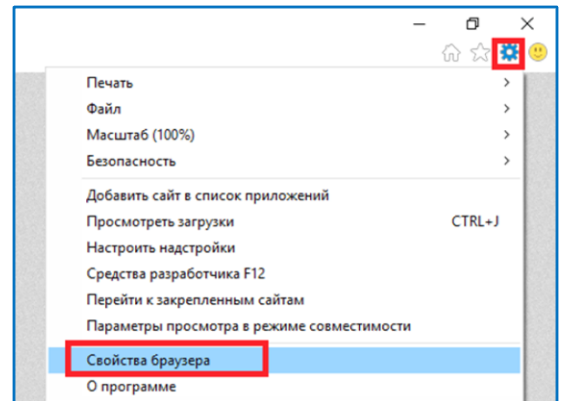 Печать
Файл
Масштаб (100%)
Безопасность
Добавить сайт в список приложений
Просмотреть загрузки CTRL+J
Настроить надстройки
Средства разработчика F12
Перейти к закрепленным сайтам
Параметры просмотра в режиме совместимости
Свойства браузера
О программе